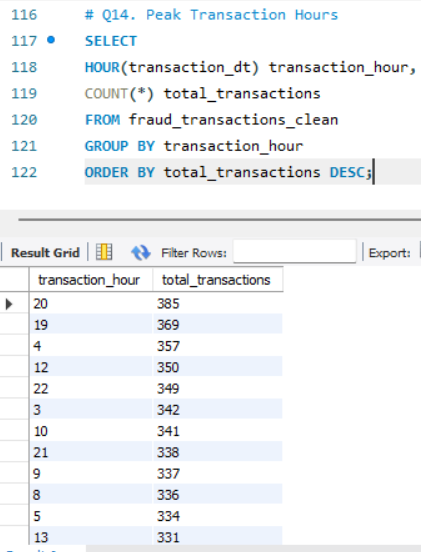 116 # Q14. Peak Transaction Hours
117 SELECT
118 HOUR(transaction_dt) transaction_hour,
119 COUNT(*) total_transactions
120 FROM fraud_transactions_clean
121 GROUP BY transaction_hour
122 ORDER BY total_transactions DESC;
Result Grid Filter Rows: Export:
transaction_hour total_transactions
20 385
19 369
4 357
12 350
22 349
3 342
10 341
21 338
9 337
8 336
5 334
13 331